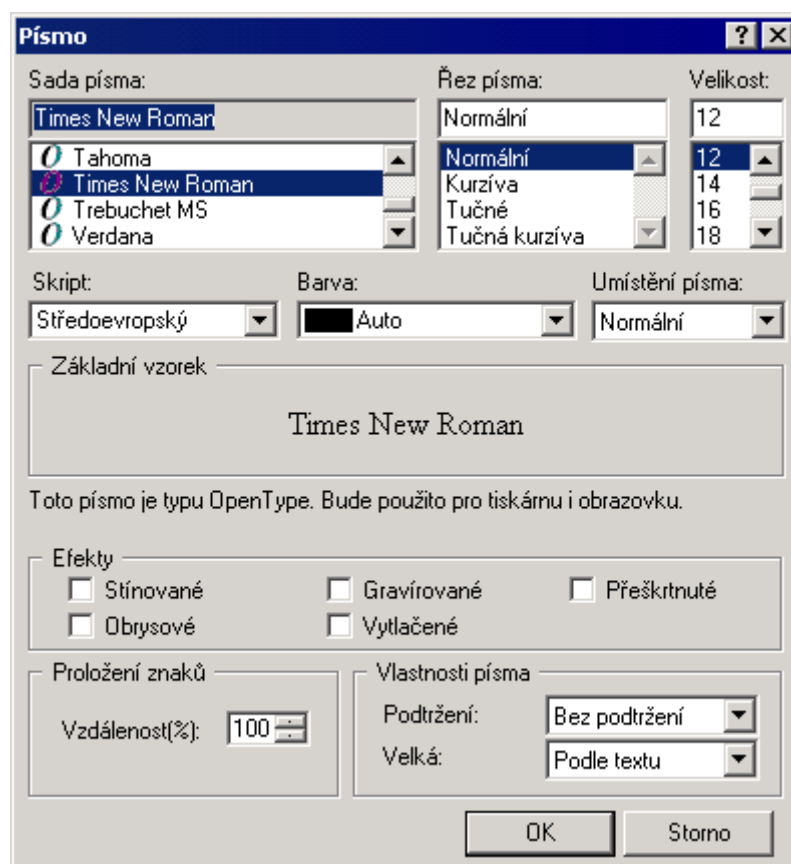 Písmo
Sada písma: Řez písma: Velikost:
Times New Roman Normální 12
Tahoma Normální 12
Times New Roman Kurzíva 14
Trebuchet MS Tučné 16
Verdana Tučná kurzíva 18
Skript: Barva: Umístění písma:
Středoevropský Auto Normální
Základní vzorek
Times New Roman
Toto písmo je typu OpenType. Bude použito pro tiskárnu i obrazovku.
Efekty
Stínované Gravírované Přeškrtnuté
Obrysové Vytlačené
Proložení znaků Vlastnosti písma
Vzdálenost(%): 100 Podtržení: Bez podtržení
Velká: Podle textu
OK Storno